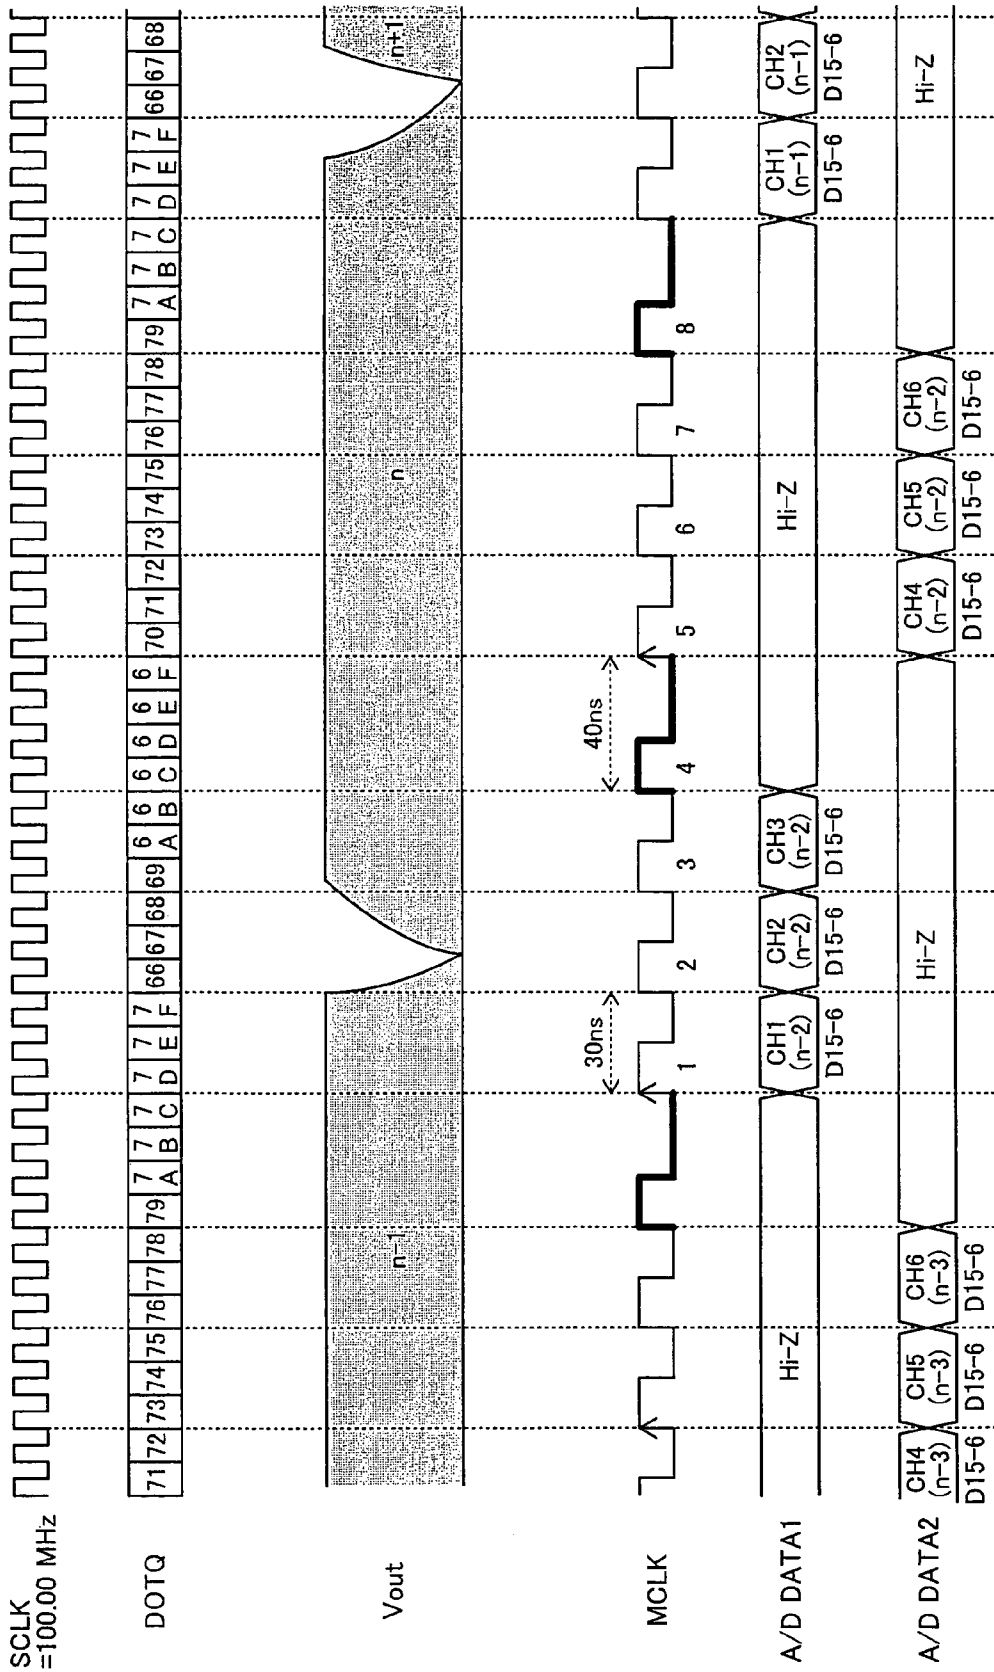 SCLK
=100.00 MHz
DOTQ
71 72 73 74 75 76 77 78 79 7A 7B 7C 7D 7E 7F 66 67 68 69 6A 6B 6C 6D 6E 6F 70 71 72 73 74 75 76 77 78 79 7A 7B 7C 7D 7E 7F 66 67 68
Vout
n-1 n n+1
30ns 40ns
MCLK
1 2 3 4 5 6 7 8
A/D DATA1
Hi-Z
CH1
(n-2)
D15-6
CH2
(n-2)
D15-6
CH3
(n-2)
D15-6
Hi-Z
CH1
(n-1)
D15-6
CH2
(n-1)
D15-6
A/D DATA2
CH4
(n-3)
D15-6
CH5
(n-3)
D15-6
CH6
(n-3)
D15-6
Hi-Z
CH4
(n-2)
D15-6
CH5
(n-2)
D15-6
CH6
(n-2)
D15-6
Hi-Z